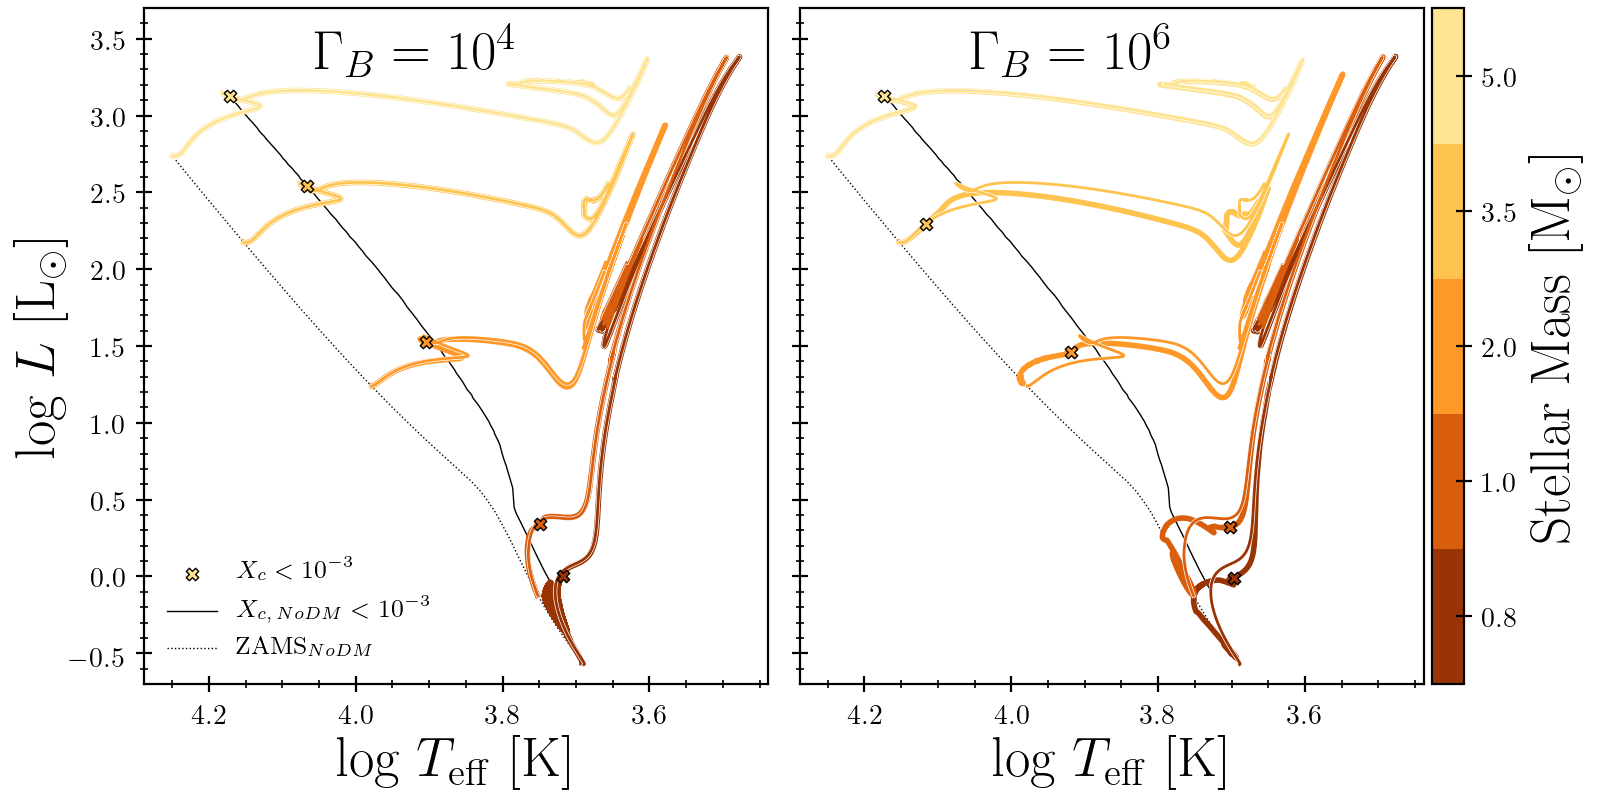 Γ_B = 10^4
Γ_B = 10^6
3.5
3.0
2.5
2.0
1.5
1.0
0.5
0.0
−0.5
log L [L_⊙]
X_c < 10^−3
X_{c, NoDM} < 10^−3
ZAMS_{NoDM}
4.2 4.0 3.8 3.6
4.2 4.0 3.8 3.6
log T_eff [K]
log T_eff [K]
5.0
3.5
2.0
1.0
0.8
Stellar Mass [M_⊙]